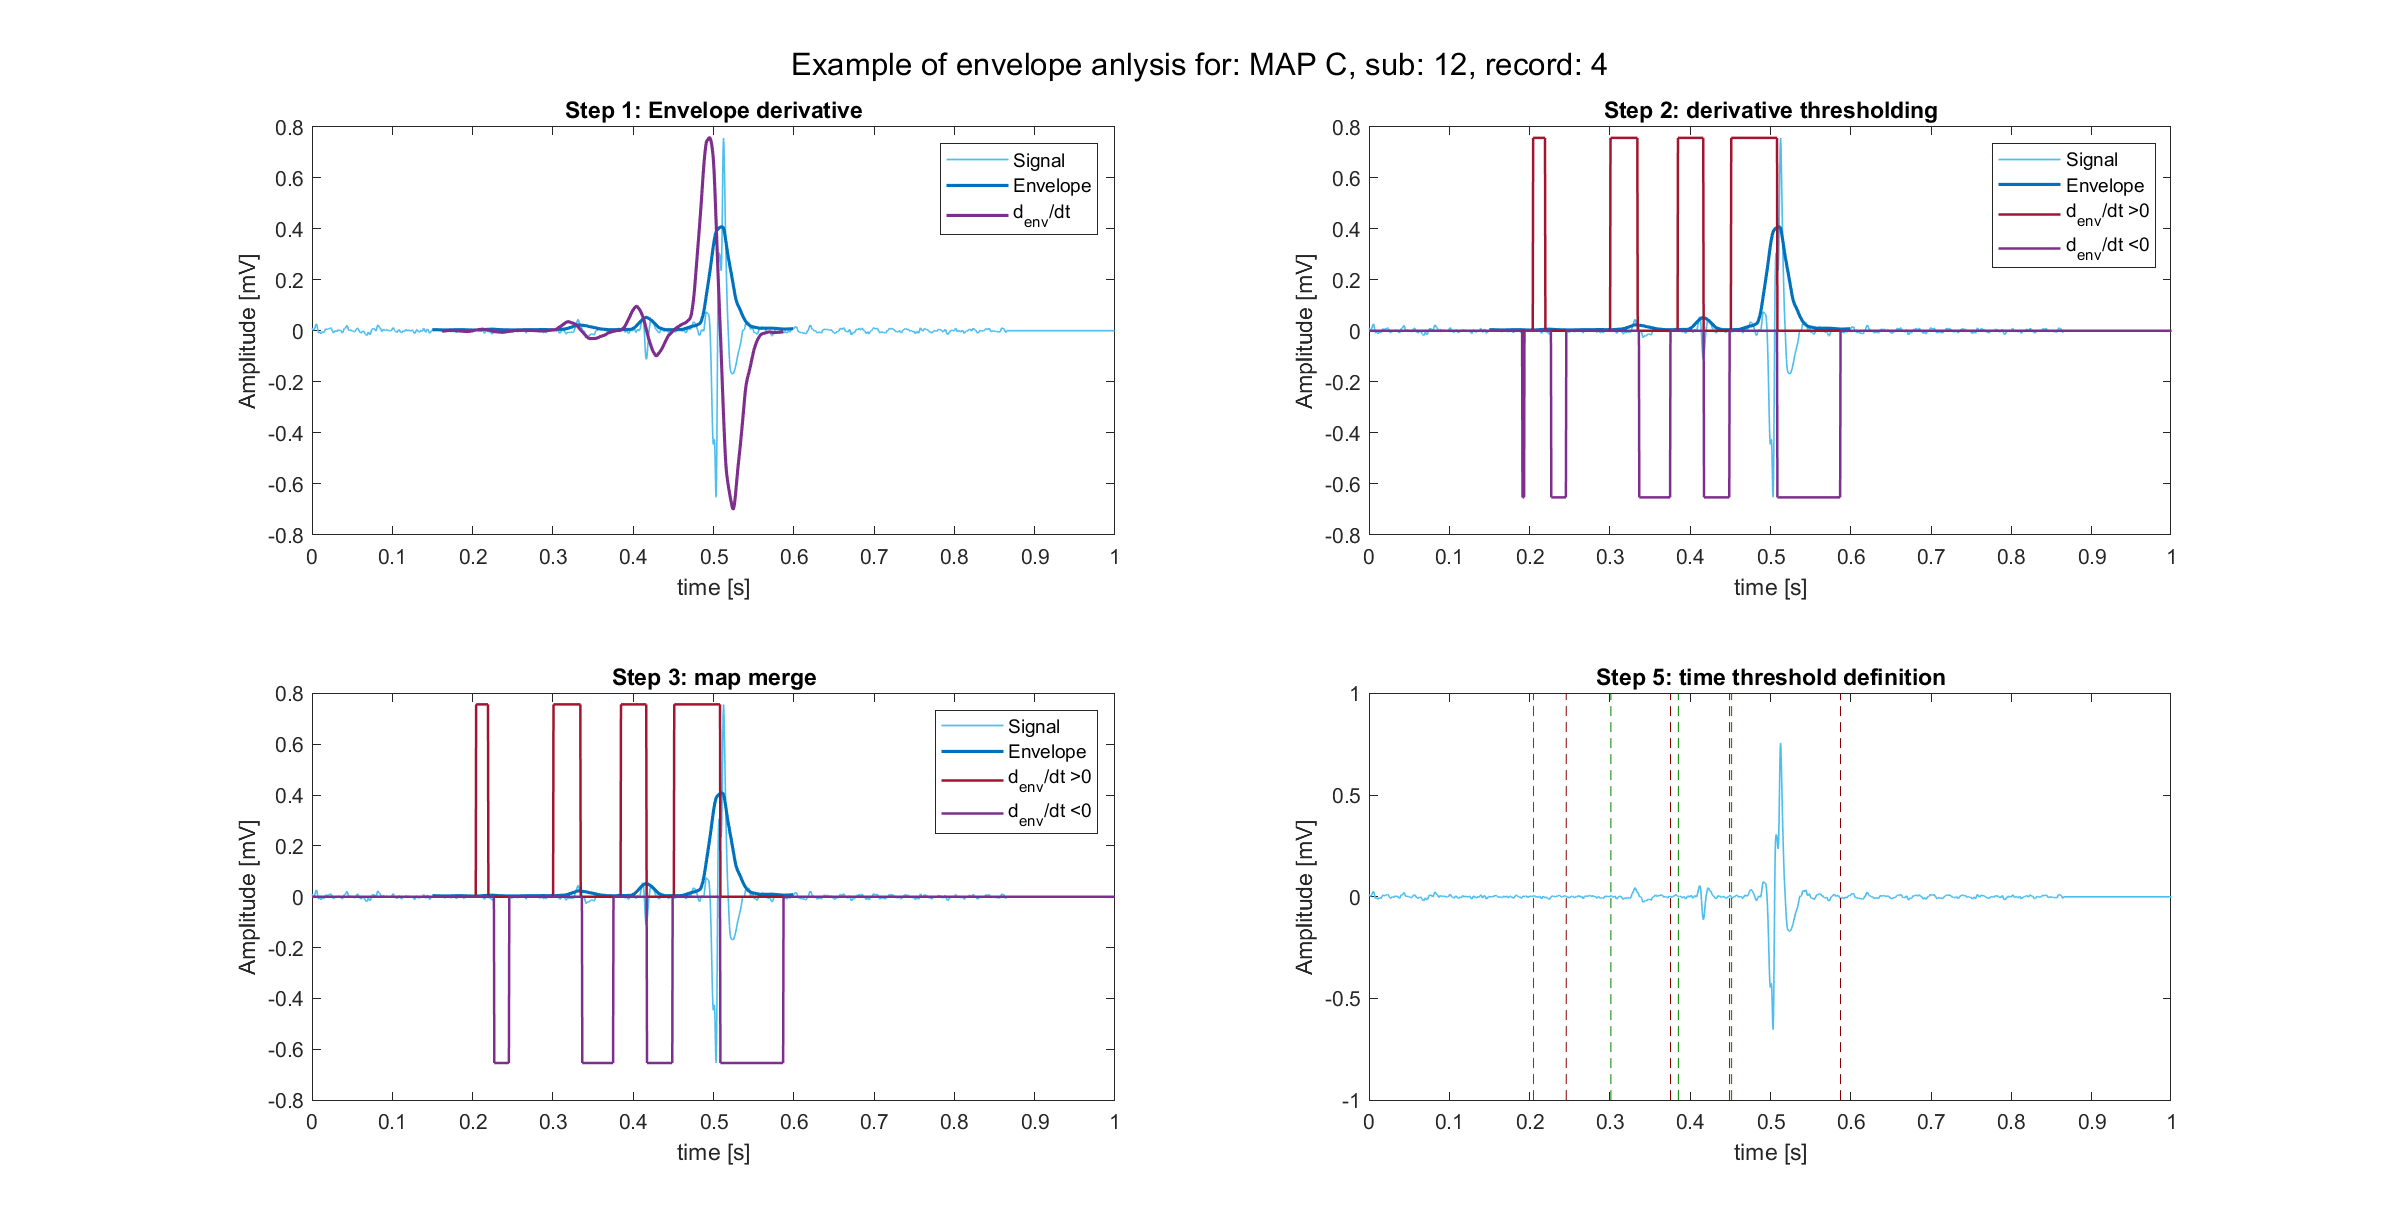 Example of envelope anlysis for: MAP C, sub: 12, record: 4
Step 1: Envelope derivative
0.8
0.6
0.4
0.2
0
-0.2
-0.4
-0.6
-0.8
Amplitude [mV]
Signal
Envelope
d_env/dt
0 0.1 0.2 0.3 0.4 0.5 0.6 0.7 0.8 0.9 1
time [s]
Step 2: derivative thresholding
0.8
0.6
0.4
0.2
0
-0.2
-0.4
-0.6
-0.8
Amplitude [mV]
Signal
Envelope
d_env/dt >0
d_env/dt <0
0 0.1 0.2 0.3 0.4 0.5 0.6 0.7 0.8 0.9 1
time [s]
Step 3: map merge
0.8
0.6
0.4
0.2
0
-0.2
-0.4
-0.6
-0.8
Amplitude [mV]
Signal
Envelope
d_env/dt >0
d_env/dt <0
0 0.1 0.2 0.3 0.4 0.5 0.6 0.7 0.8 0.9 1
time [s]
Step 5: time threshold definition
1
0.5
0
-0.5
-1
Amplitude [mV]
0 0.1 0.2 0.3 0.4 0.5 0.6 0.7 0.8 0.9 1
time [s]